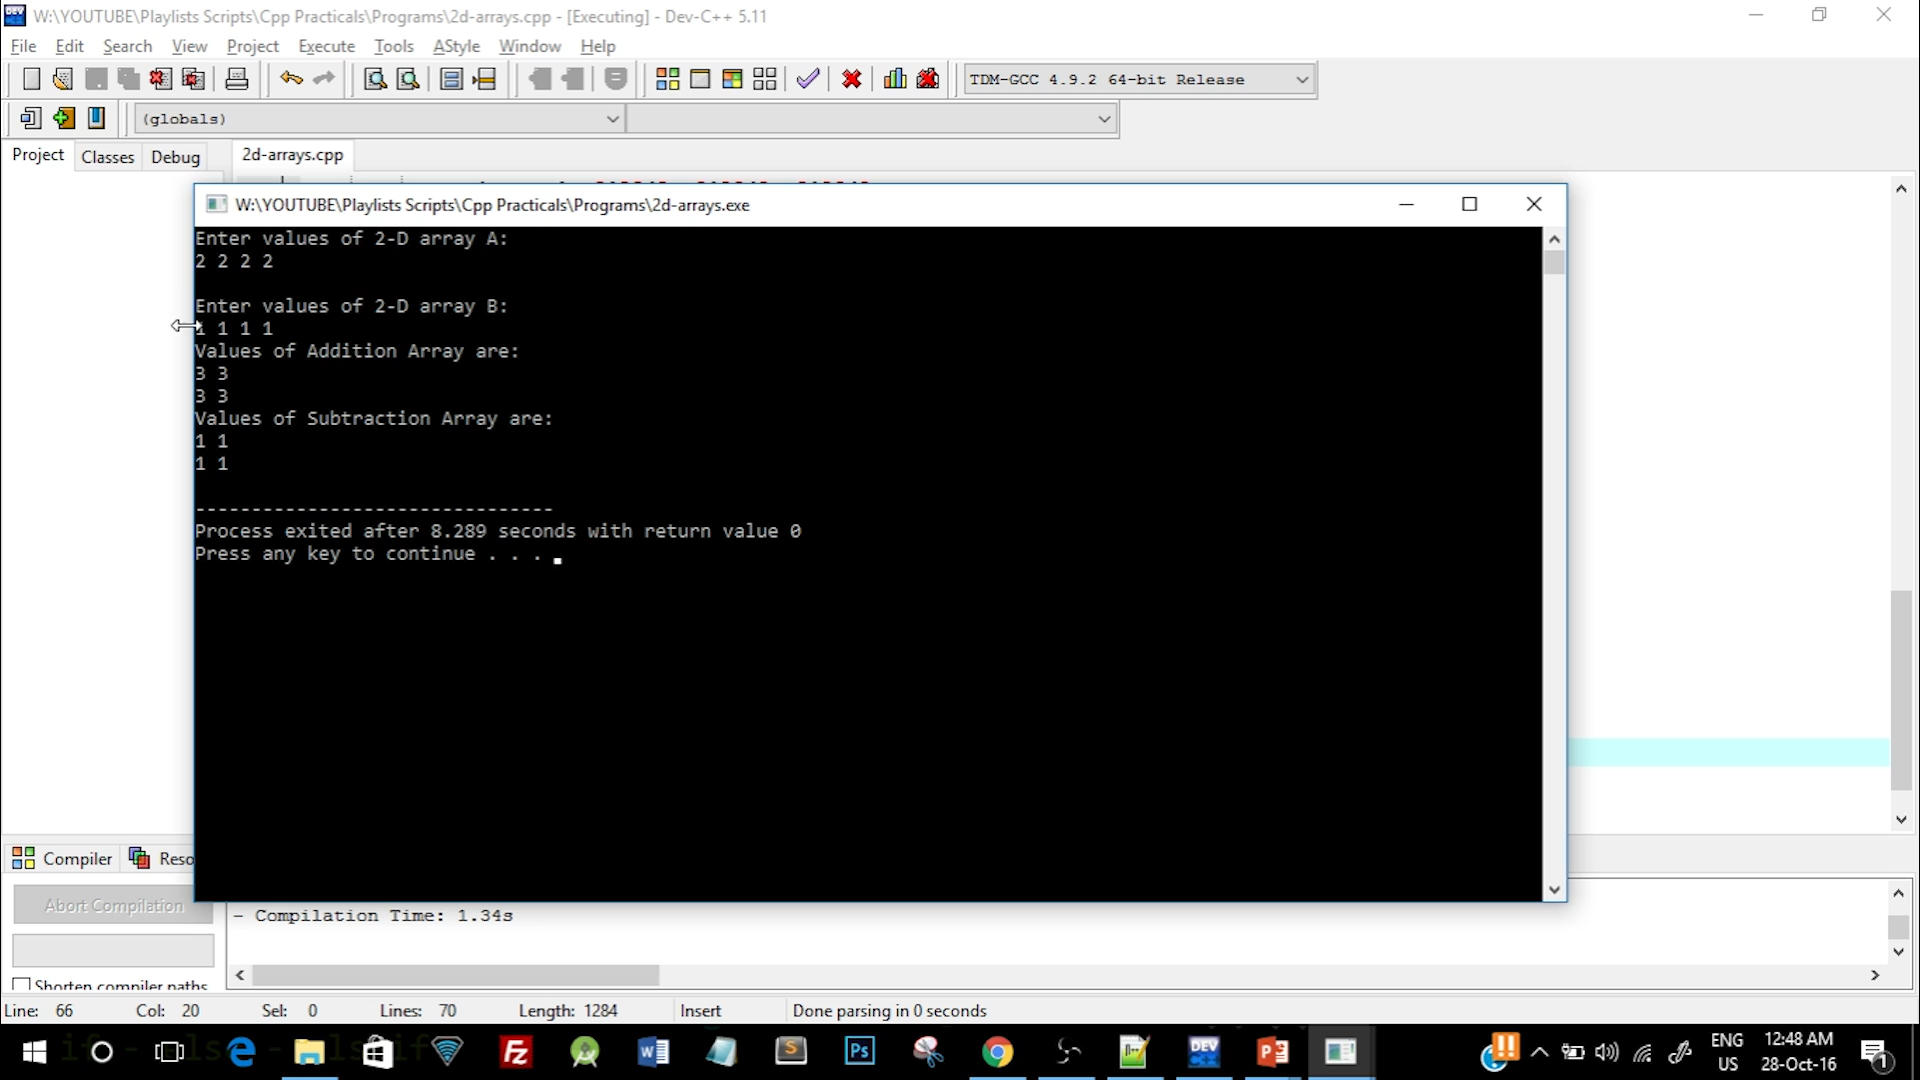 W:\YOUTUBE\Playlists Scripts\Cpp Practicals\Programs\2d-arrays.cpp - [Executing] - Dev-C++ 5.11
File Edit Search View Project Execute Tools AStyle Window Help
TDM-GCC 4.9.2 64-bit Release
(globals)
Project Classes Debug 2d-arrays.cpp
W:\YOUTUBE\Playlists Scripts\Cpp Practicals\Programs\2d-arrays.exe
Enter values of 2-D array A:
2 2 2 2
Enter values of 2-D array B:
1 1 1 1
Values of Addition Array are:
3 3
3 3
Values of Subtraction Array are:
1 1
1 1
--------------------------------
Process exited after 8.289 seconds with return value 0
Press any key to continue . . .
Compiler Reso
Abort Compilation
- Compilation Time: 1.34s
Shorten compiler paths
Line: 66 Col: 20 Sel: 0 Lines: 70 Length: 1284 Insert Done parsing in 0 seconds
ENG 12:48 AM
US 28-Oct-16
1